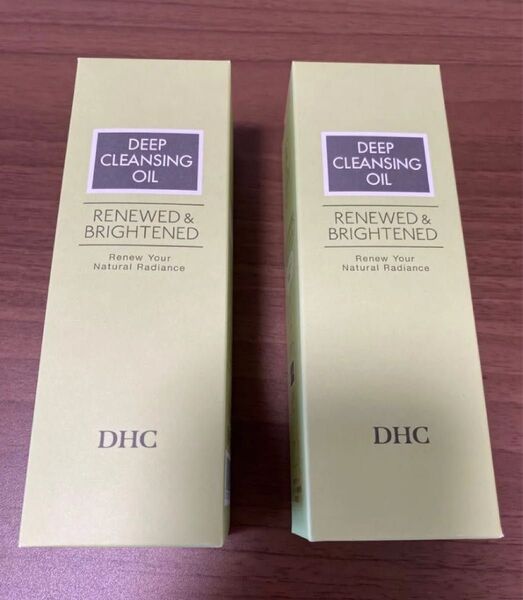 DEEP
CLEANSING
OIL
RENEWED &
BRIGHTENED
Renew Your
Natural Radiance
DHC
DEEP
CLEANSING
OIL
RENEWED &
BRIGHTENED
Renew Your
Natural Radiance
DHC